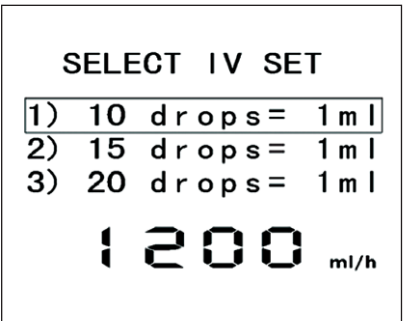 SELECT IV SET
1) 10 drops= 1ml
2) 15 drops= 1ml
3) 20 drops= 1ml
1200 ml/h